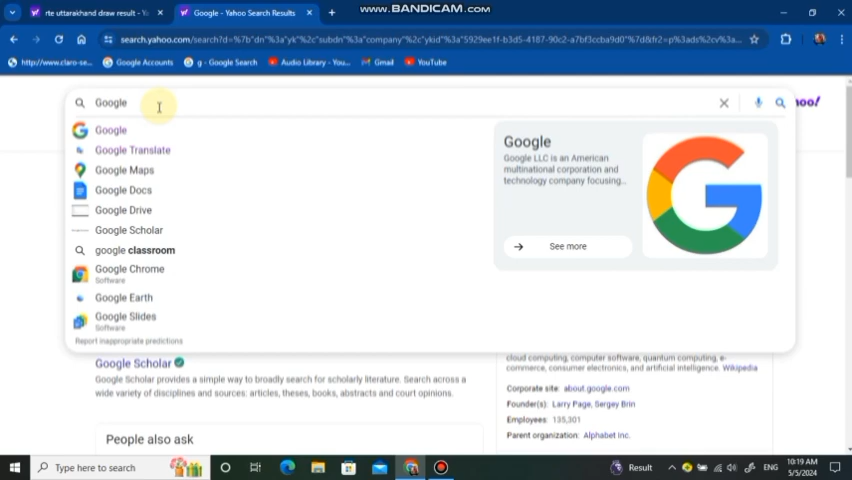 www.BANDICAM.com
rte uttarakhand draw result - Ya
Google - Yahoo Search Results
search.yahoo.com/search?d=%7b"dn"%3a"yk"%2c"subdn"%3a"company"%2c"ykid"%3a"5929ee1f-b3d5-4187-90c2-a7bf3ccba9d0"%7d&fr2=p%3ads%2cv%3a...
http://www.claro-se...
Google Accounts
g - Google Search
Audio Library - You...
Gmail
YouTube
Google
hoo!
Google
Google Translate
Google Maps
Google Docs
Google Drive
Google Scholar
google classroom
Google Chrome
Software
Google Earth
Google Slides
Software
Report inappropriate predictions
Google
Google LLC is an American
multinational corporation and
technology company focusing...
See more
Google Scholar
Google Scholar provides a simple way to broadly search for scholarly literature. Search across a
wide variety of disciplines and sources: articles, theses, books, abstracts and court opinions.
People also ask
cloud computing, computer software, quantum computing, e-
commerce, consumer electronics, and artificial intelligence. Wikipedia
Corporate site: about.google.com
Founder(s): Larry Page, Sergey Brin
Employees: 135,301
Parent organization: Alphabet Inc.
Type here to search
Result
ENG
10:19 AM
5/5/2024